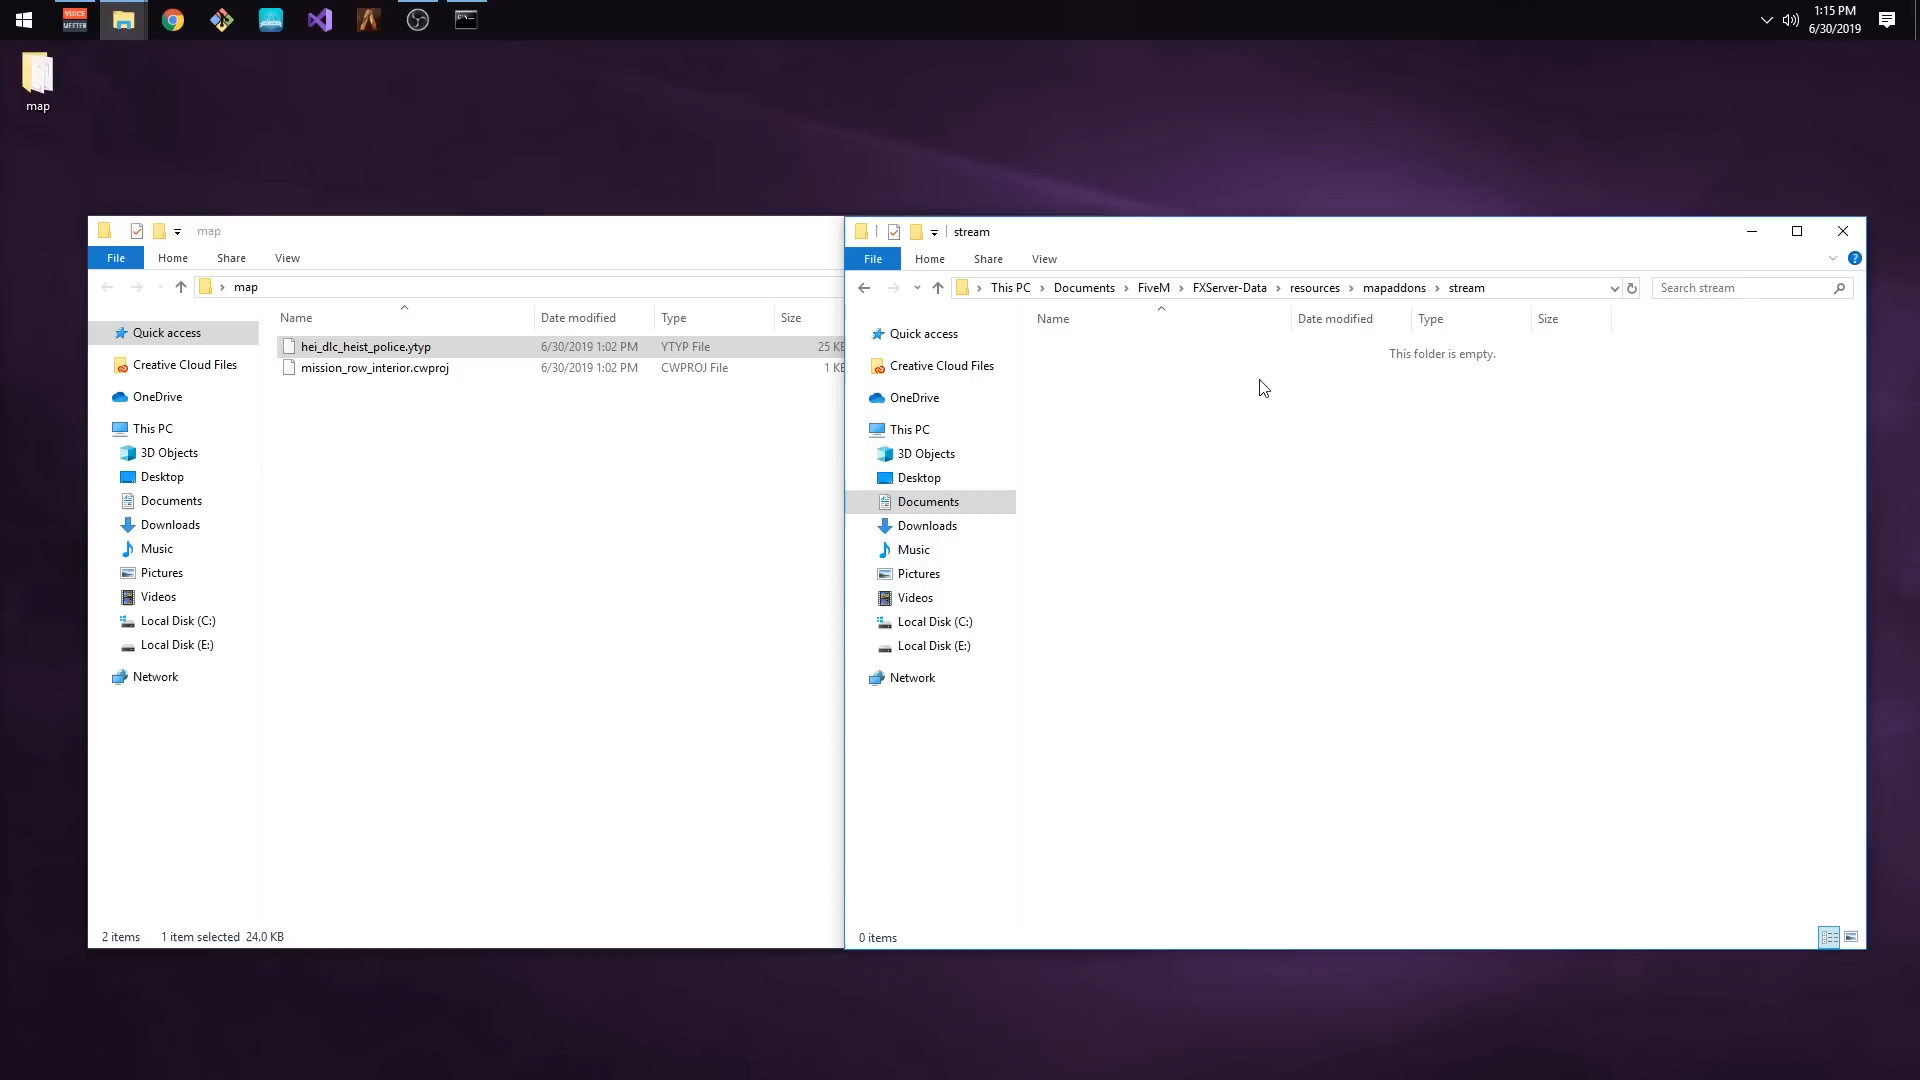 VOICE
MEETER
1:15 PM
6/30/2019
map
map
File
Home
Share
View
map
Name
Date modified
Type
Size
hei_dlc_heist_police.ytyp
6/30/2019 1:02 PM
YTYP File
25 KB
mission_row_interior.cwproj
6/30/2019 1:02 PM
CWPROJ File
1 KB
Quick access
Creative Cloud Files
OneDrive
This PC
3D Objects
Desktop
Documents
Downloads
Music
Pictures
Videos
Local Disk (C:)
Local Disk (E:)
Network
2 items
1 item selected 24.0 KB
stream
File
Home
Share
View
This PC › Documents › FiveM › FXServer-Data › resources › mapaddons › stream
Search stream
Name
Date modified
Type
Size
This folder is empty.
Quick access
Creative Cloud Files
OneDrive
This PC
3D Objects
Desktop
Documents
Downloads
Music
Pictures
Videos
Local Disk (C:)
Local Disk (E:)
Network
0 items